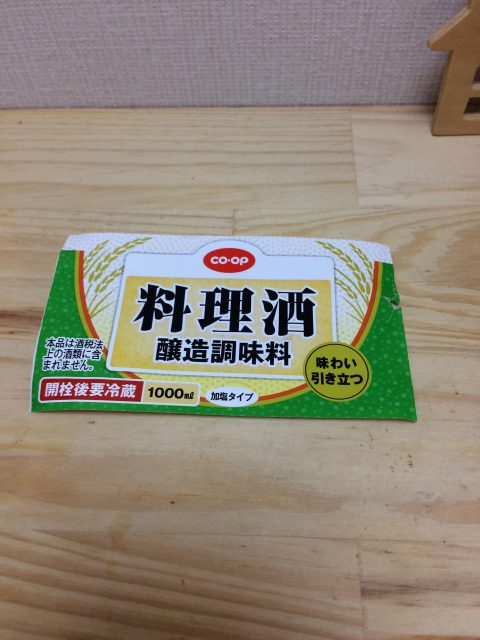 CO·OP
料理酒
醸造調味料
本品は酒税法
上の酒類に含
まれません。
味わい
引き立つ
開栓後要冷蔵
1000mℓ
加塩タイプ